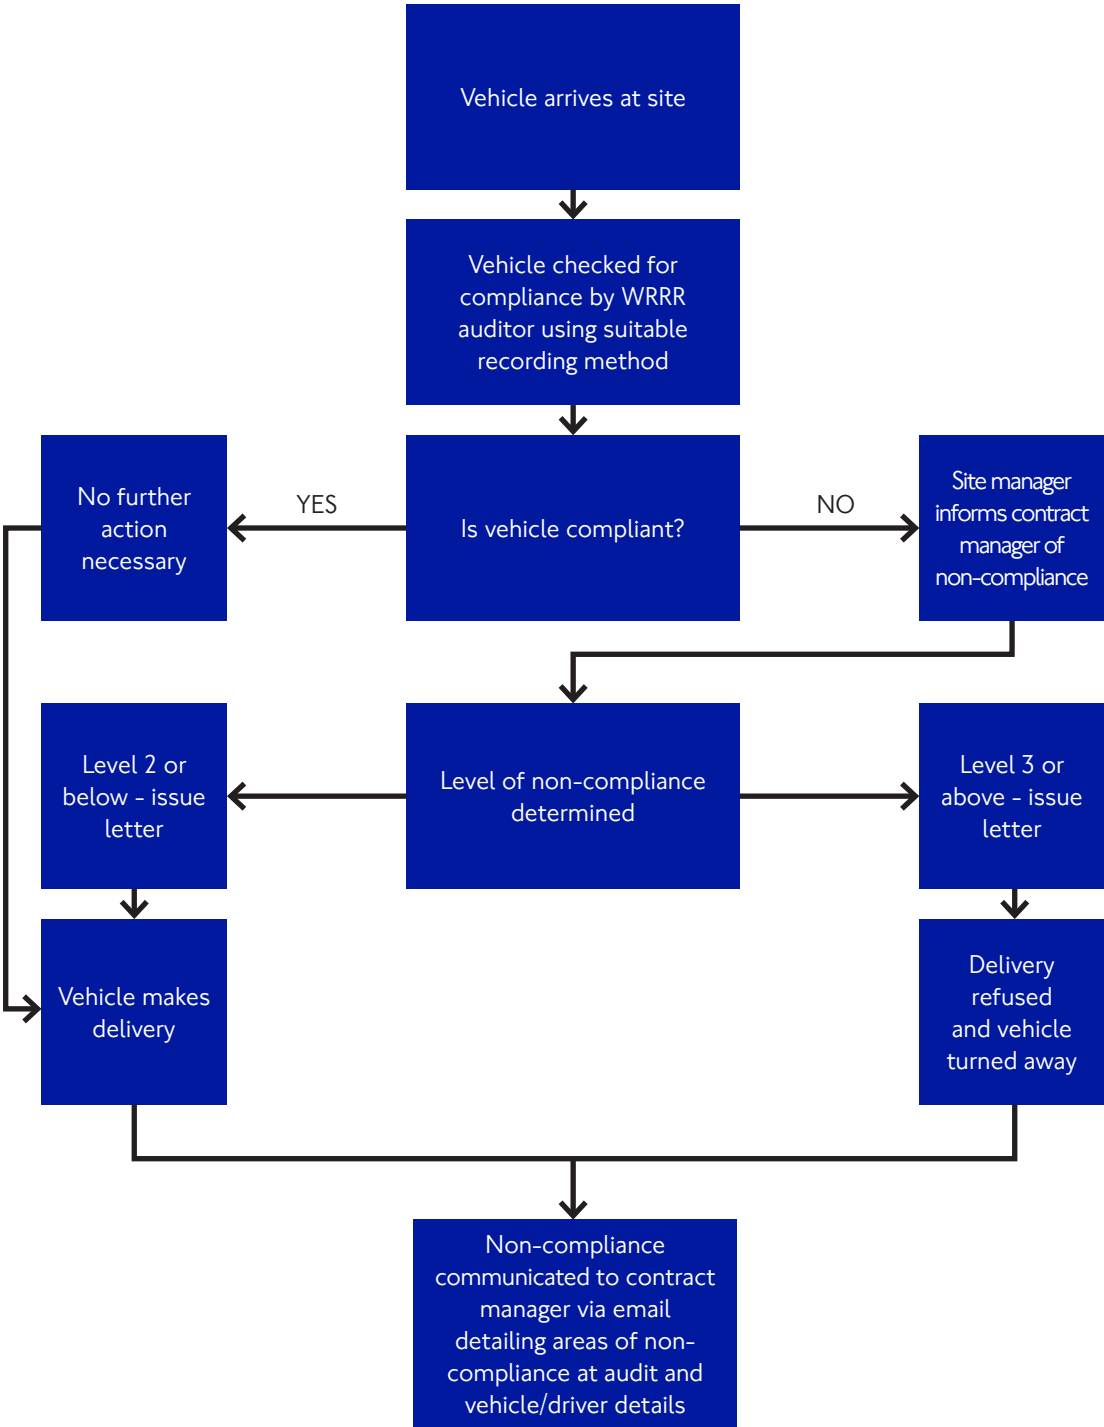 Vehicle arrives at site
Vehicle checked for
compliance by WRRR
auditor using suitable
recording method
No further
action
necessary
YES
Is vehicle compliant?
NO
Site manager
informs contract
manager of
non-compliance
Level 2 or
below - issue
letter
Level of non-compliance
determined
Level 3 or
above - issue
letter
Vehicle makes
delivery
Delivery
refused
and vehicle
turned away
Non-compliance
communicated to contract
manager via email
detailing areas of non-
compliance at audit and
vehicle/driver details